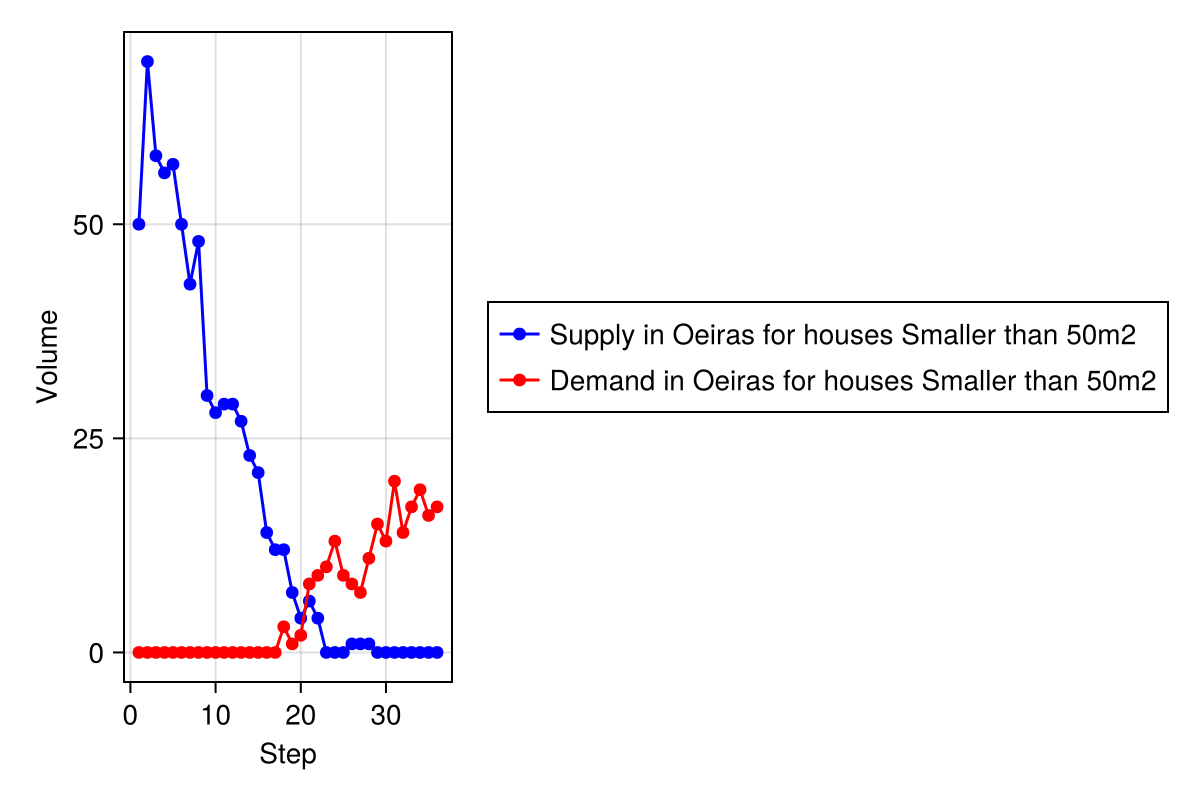 50
25
0
Volume
0 10 20 30
Step
Supply in Oeiras for houses Smaller than 50m2
Demand in Oeiras for houses Smaller than 50m2